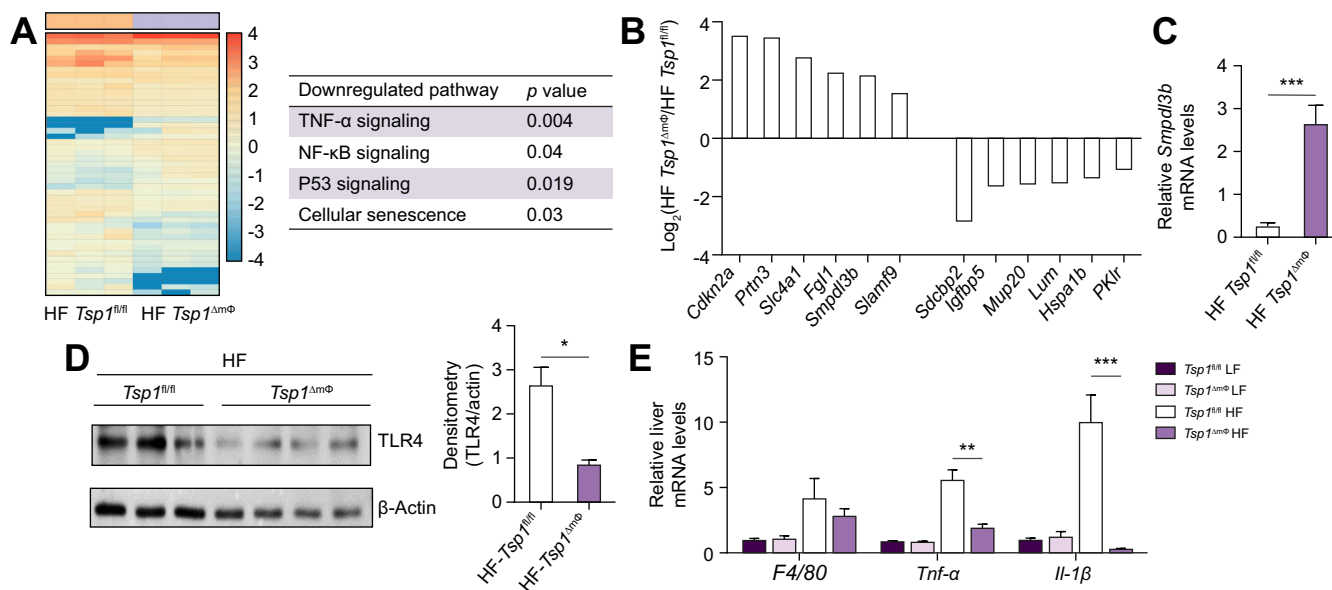 A
4
3
2
1
0
-1
-2
-3
-4
HF Tsp1fl/fl HF Tsp1ΔmΦ
Downregulated pathway p value
TNF-α signaling 0.004
NF-κB signaling 0.04
P53 signaling 0.019
Cellular senescence 0.03
B
Log2(HF Tsp1ΔmΦ/HF Tsp1fl/fl)
4
2
0
-2
-4
Cdkn2a
Prtn3
Slc4a1
Fgl1
Smpdl3b
Slamf9
Sdcbp2
Igfbp5
Mup20
Lum
Hspa1b
PKlr
C
Relative Smpdl3b
mRNA levels
4
3
2
1
0
***
HF Tsp1fl/fl
HF Tsp1ΔmΦ
D
HF
Tsp1fl/fl Tsp1ΔmΦ
TLR4
β-Actin
Densitometry
(TLR4/actin)
4
3
2
1
0
*
HF-Tsp1fl/fl
HF-Tsp1ΔmΦ
E
Relative liver
mRNA levels
15
10
5
0
**
***
F4/80 Tnf-α Il-1β
Tsp1fl/fl LF
Tsp1ΔmΦ LF
Tsp1fl/fl HF
Tsp1ΔmΦ HF